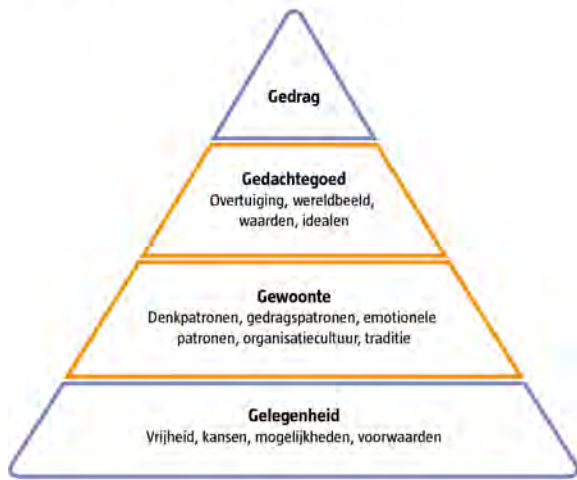 Gedrag
Gedachtegoed
Overtuiging, wereldbeeld,
waarden, idealen
Gewoonte
Denkpatronen, gedragspatronen, emotionele
patronen, organisatiecultuur, traditie
Gelegenheid
Vrijheid, kansen, mogelijkheden, voorwaarden